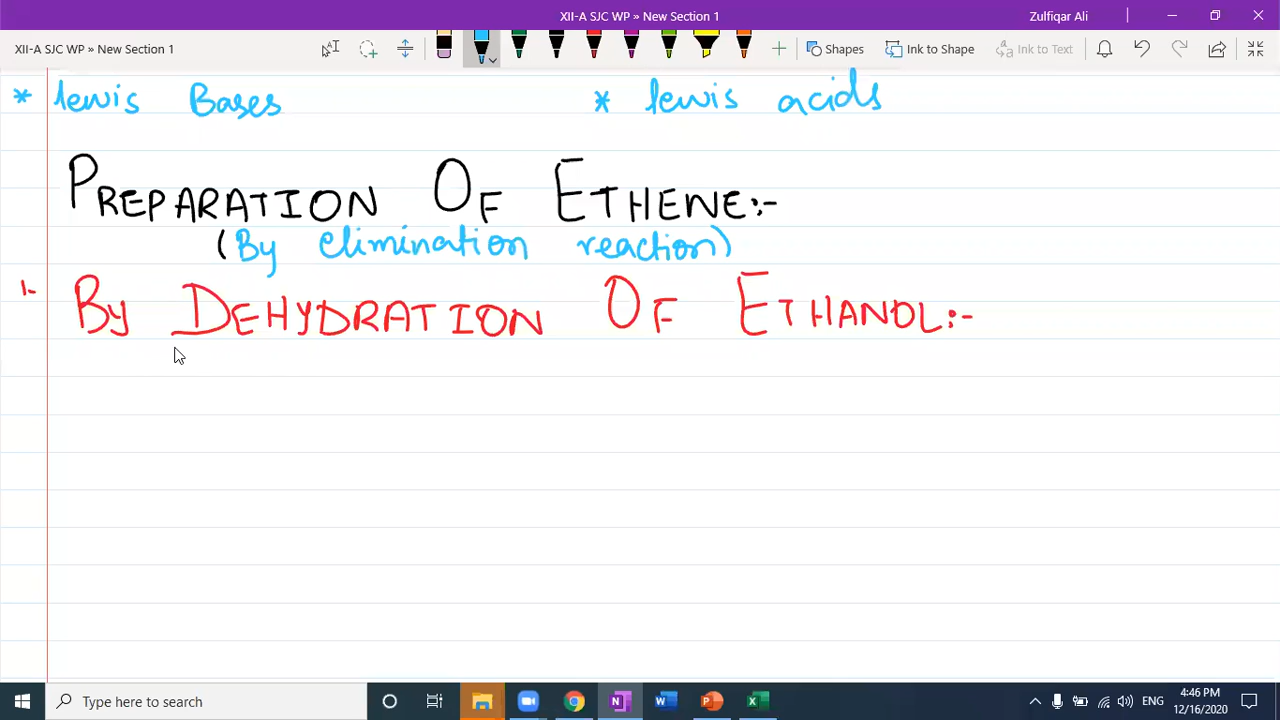 XII-A SJC WP » New Section 1
Zulfiqar Ali
XII-A SJC WP » New Section 1
Shapes
Ink to Shape
Ink to Text
* lewis Bases
* lewis acids
PREPARATION OF ETHENE:-
(By elimination reaction)
1- BY DEHYDRATION OF ETHANOL:-
Type here to search
ENG
4:46 PM
12/16/2020